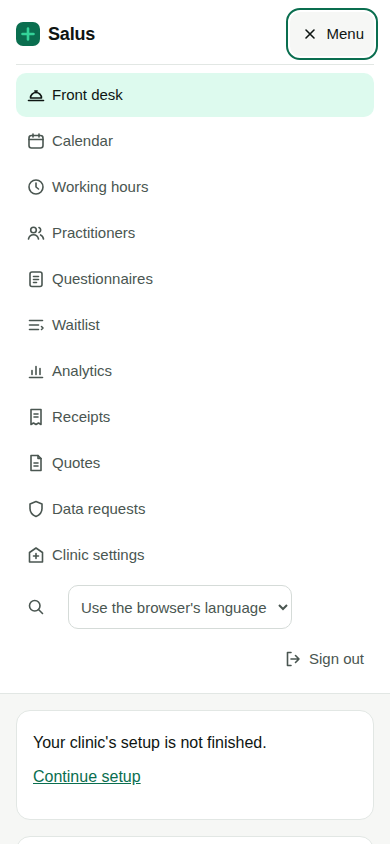 Salus
Menu
Front desk
Calendar
Working hours
Practitioners
Questionnaires
Waitlist
Analytics
Receipts
Quotes
Data requests
Clinic settings
Use the browser's language
Sign out
Your clinic's setup is not finished.
Continue setup